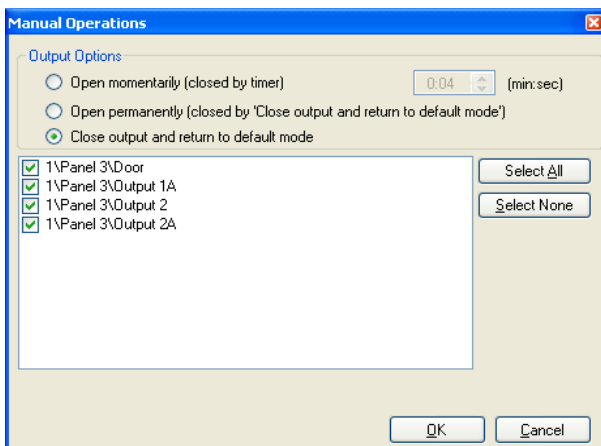 Manual Operations
Output Options
Open momentarily (closed by timer)
0:04
(min:sec)
Open permanently (closed by 'Close output and return to default mode')
Close output and return to default mode
1\Panel 3\Door
1\Panel 3\Output 1A
1\Panel 3\Output 2
1\Panel 3\Output 2A
Select All
Select None
OK
Cancel